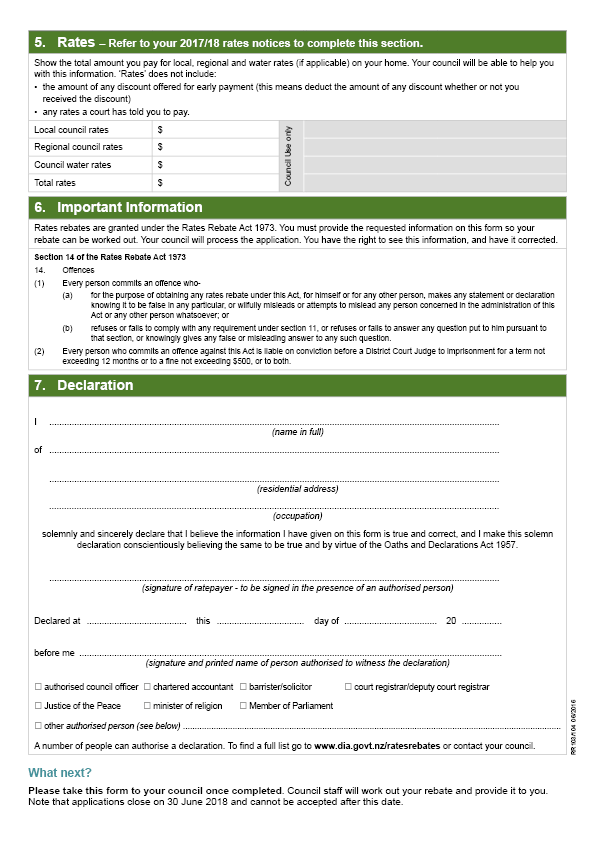 5. Rates – Refer to your 2017/18 rates notices to complete this section.
Show the total amount you pay for local, regional and water rates (if applicable) on your home. Your council will be able to help you
with this information. 'Rates' does not include:
• the amount of any discount offered for early payment (this means deduct the amount of any discount whether or not you
received the discount)
• any rates a court has told you to pay.
Local council rates $
Regional council rates $
Council water rates $
Total rates $
Council Use only
6. Important Information
Rates rebates are granted under the Rates Rebate Act 1973. You must provide the requested information on this form so your
rebate can be worked out. Your council will process the application. You have the right to see this information, and have it corrected.
Section 14 of the Rates Rebate Act 1973
14. Offences
(1) Every person commits an offence who-
(a) for the purpose of obtaining any rates rebate under this Act, for himself or for any other person, makes any statement or declaration
knowing it to be false in any particular, or wilfully misleads or attempts to mislead any person concerned in the administration of this
Act or any other person whatsoever; or
(b) refuses or fails to comply with any requirement under section 11, or refuses or fails to answer any question put to him pursuant to
that section, or knowingly gives any false or misleading answer to any such question.
(2) Every person who commits an offence against this Act is liable on conviction before a District Court Judge to imprisonment for a term not
exceeding 12 months or to a fine not exceeding $500, or to both.
7. Declaration
I
(name in full)
of
(residential address)
(occupation)
solemnly and sincerely declare that I believe the information I have given on this form is true and correct, and I make this solemn
declaration conscientiously believing the same to be true and by virtue of the Oaths and Declarations Act 1957.
(signature of ratepayer - to be signed in the presence of an authorised person)
Declared at this day of 20
before me
(signature and printed name of person authorised to witness the declaration)
☐ authorised council officer ☐ chartered accountant ☐ barrister/solicitor ☐ court registrar/deputy court registrar
☐ Justice of the Peace ☐ minister of religion ☐ Member of Parliament
☐ other authorised person (see below)
A number of people can authorise a declaration. To find a full list go to www.dia.govt.nz/ratesrebates or contact your council.
What next?
Please take this form to your council once completed. Council staff will work out your rebate and provide it to you.
Note that applications close on 30 June 2018 and cannot be accepted after this date.